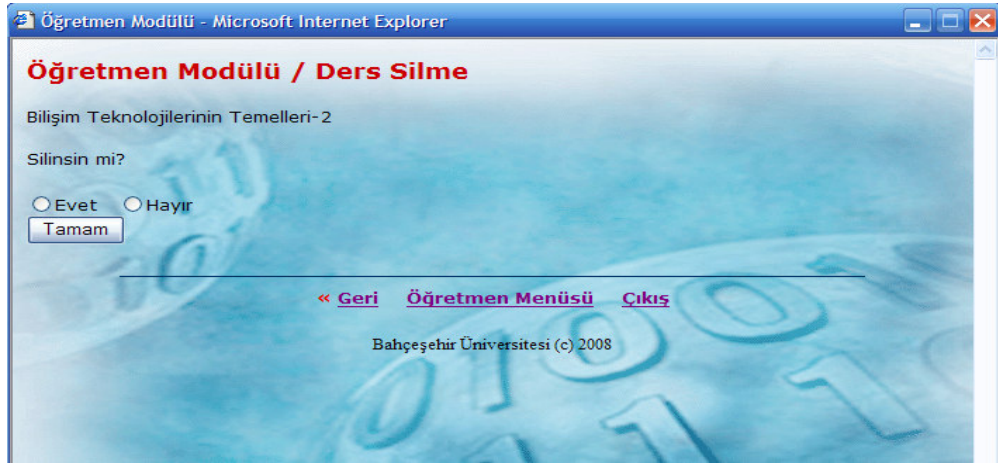 Öğretmen Modülü - Microsoft Internet Explorer
Öğretmen Modülü / Ders Silme
Bilişim Teknolojilerinin Temelleri-2
Silinsin mi?
Evet Hayır
Tamam
« Geri Öğretmen Menüsü Çıkış
Bahçeşehir Üniversitesi (c) 2008